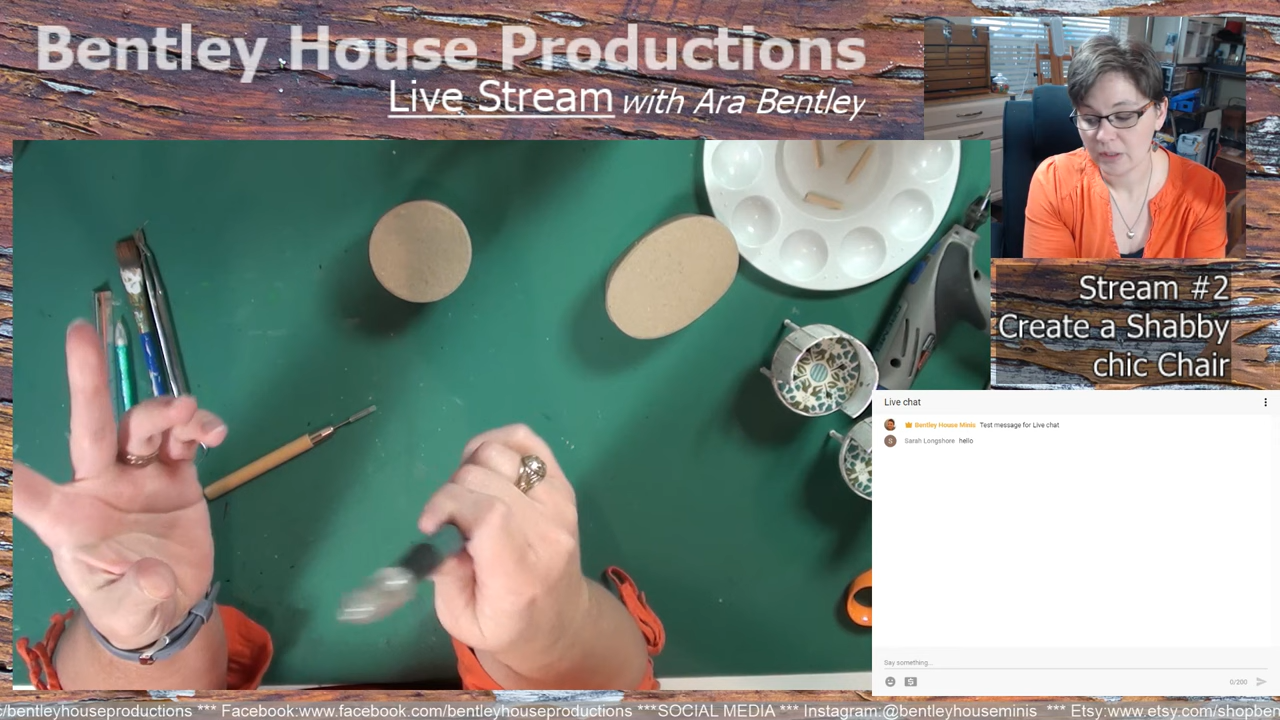 Bentley House Productions
Live Stream with Ara Bentley
Stream #2
Create a Shabby
chic Chair
Live chat
Bentley House Minis Test message for Live chat
S Sarah Longshore hello
Say something...
0/200
:/bentleyhouseproductions *** Facebook:www.facebook.com/bentleyhouseproductions ***SOCIAL MEDIA *** Instagram:@bentleyhouseminis *** Etsy:www.etsy.com/shopber